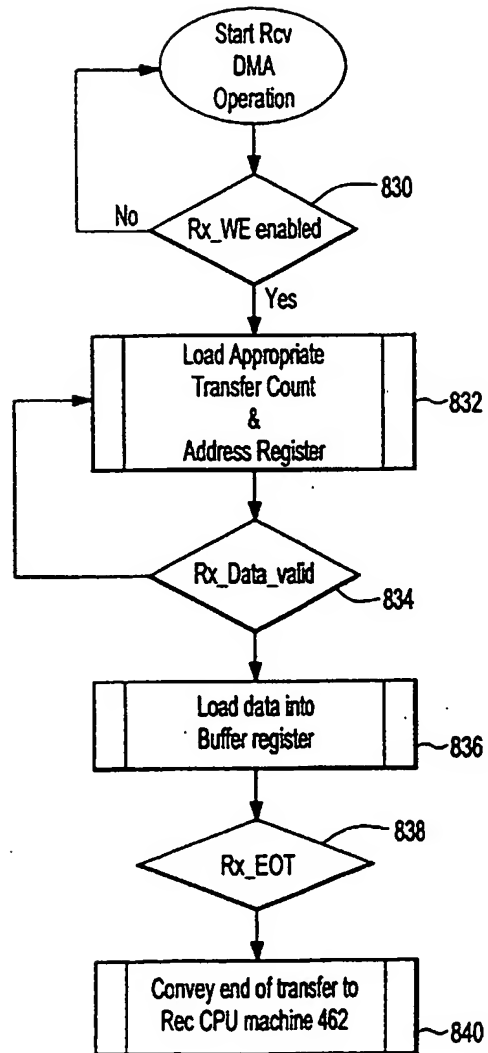 Start Rcv
DMA
Operation
830
No
Rx_WE enabled
Yes
Load Appropriate
Transfer Count
&
Address Register
832
Rx_Data_valid
834
Load data into
Buffer register
836
838
Rx_EOT
Convey end of transfer to
Rec CPU machine 462
840